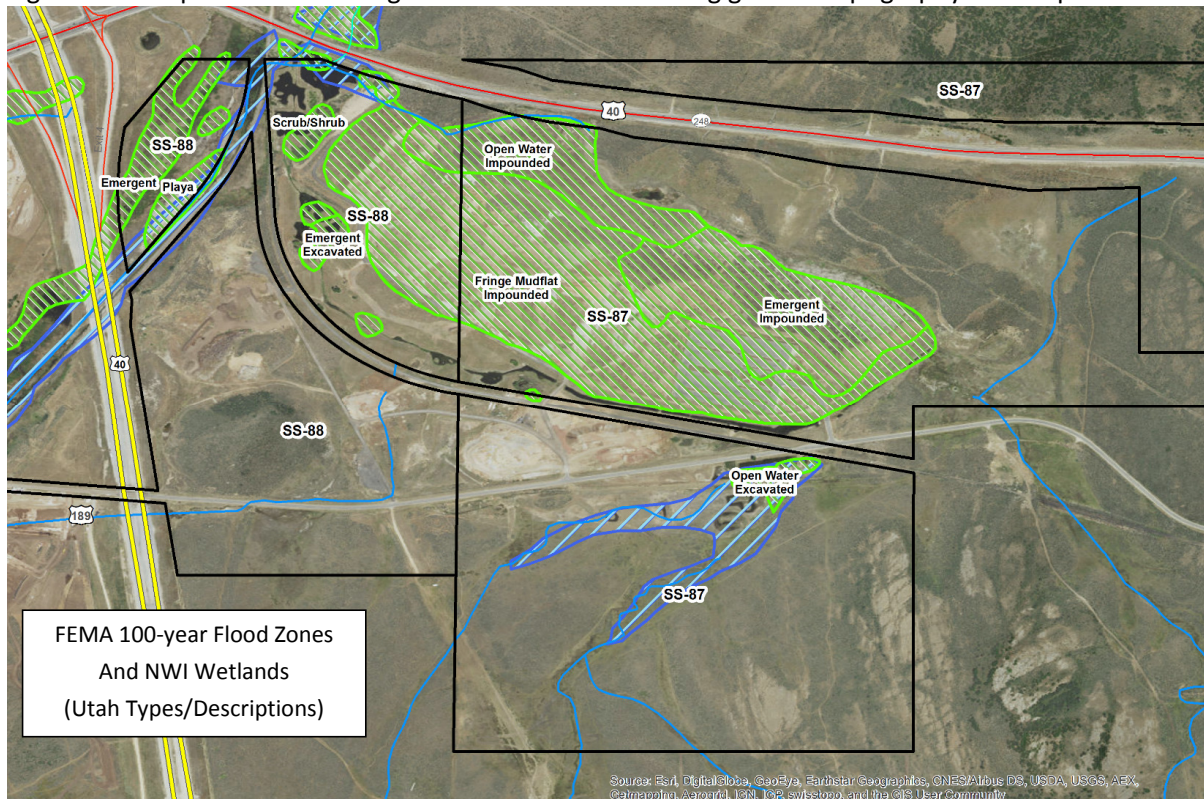 SS-87
40
248
Scrub/Shrub
SS-88
Open Water
Impounded
Emergent
Playa
SS-88
Emergent
Excavated
Fringe Mudflat
Impounded
Emergent
Impounded
SS-87
40
SS-88
Open Water
Excavated
189
SS-87
FEMA 100-year Flood Zones
And NWI Wetlands
(Utah Types/Descriptions)
Source: Esri, DigitalGlobe, GeoEye, Earthstar Geographics, CNES/Airbus DS, USDA, USGS, AEX,
Getmapping, Aerogrid, IGN, IGP, swisstopo, and the GIS User Community